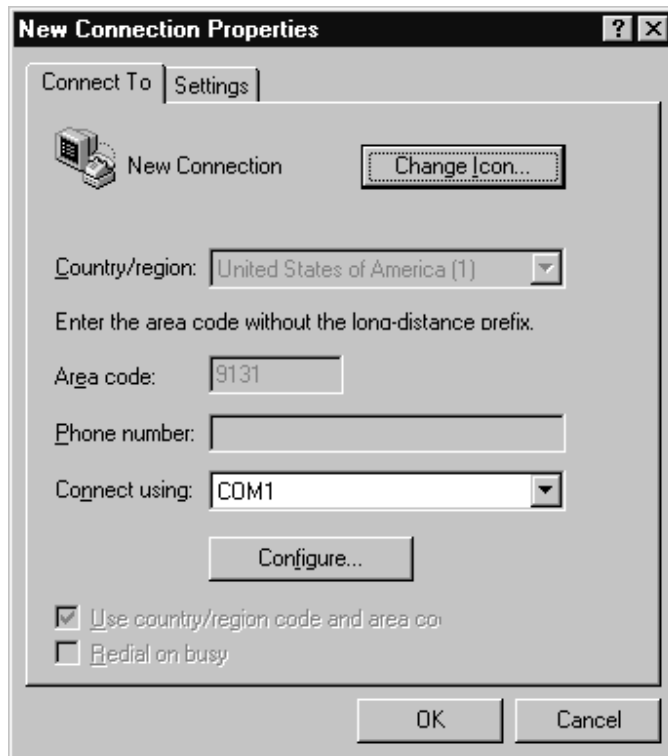 New Connection Properties
Connect To Settings
New Connection Change Icon...
Country/region: United States of America (1)
Enter the area code without the long-distance prefix.
Area code: 9131
Phone number:
Connect using: COM1
Configure...
Use country/region code and area co
Redial on busy
OK Cancel